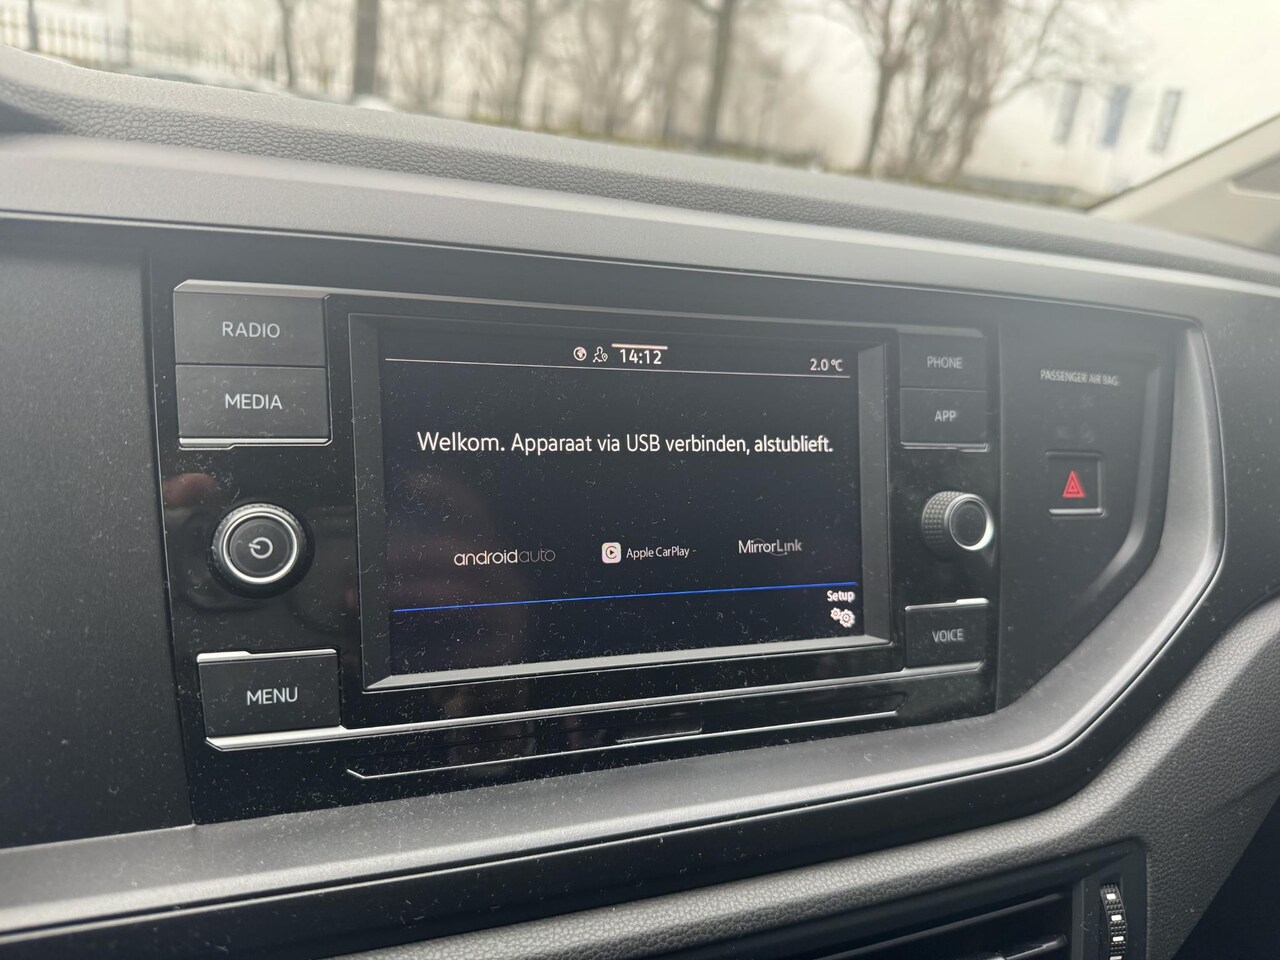 RADIO
MEDIA
MENU
14:12
2.0 °C
Welkom. Apparaat via USB verbinden, alstublieft.
androidauto
Apple CarPlay
MirrorLink
Setup
PHONE
APP
VOICE
PASSENGER AIR BAG